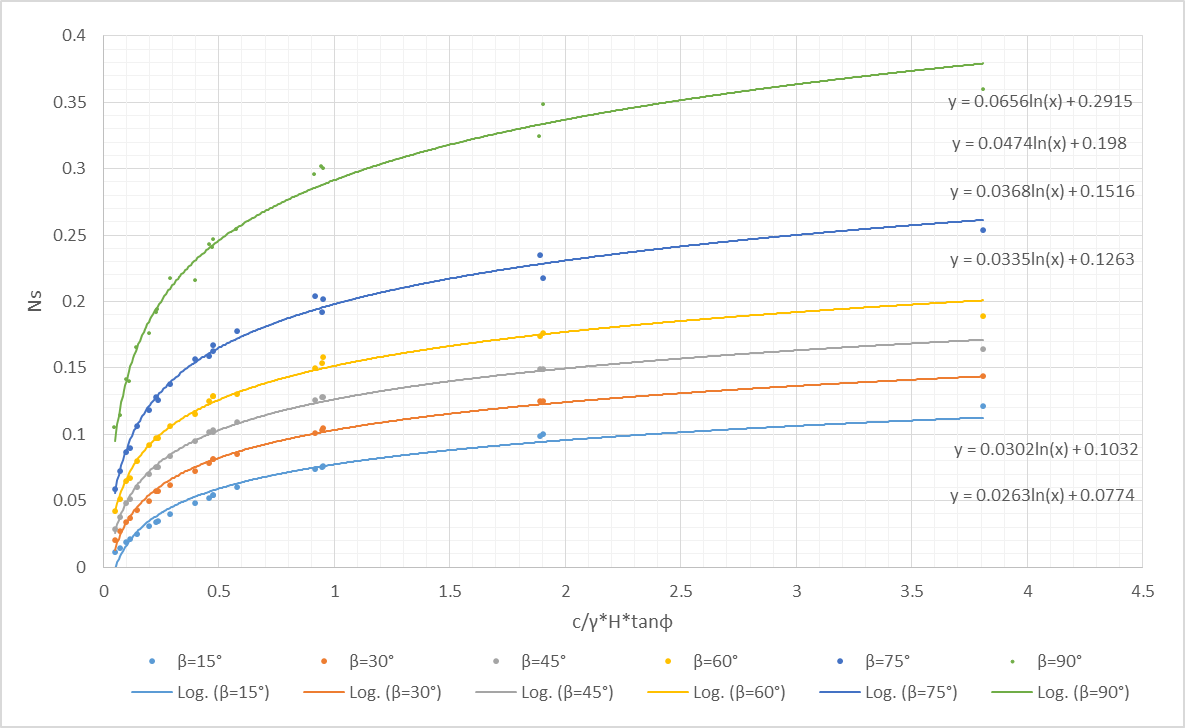 0.4
0.35
0.3
0.25
0.2
0.15
0.1
0.05
0
Ns
y = 0.0656ln(x) + 0.2915
y = 0.0474ln(x) + 0.198
y = 0.0368ln(x) + 0.1516
y = 0.0335ln(x) + 0.1263
y = 0.0302ln(x) + 0.1032
y = 0.0263ln(x) + 0.0774
0 0.5 1 1.5 2 2.5 3 3.5 4 4.5
c/γ*H*tanϕ
β=15° β=30° β=45° β=60° β=75° β=90°
Log. (β=15°) Log. (β=30°) Log. (β=45°) Log. (β=60°) Log. (β=75°) Log. (β=90°)